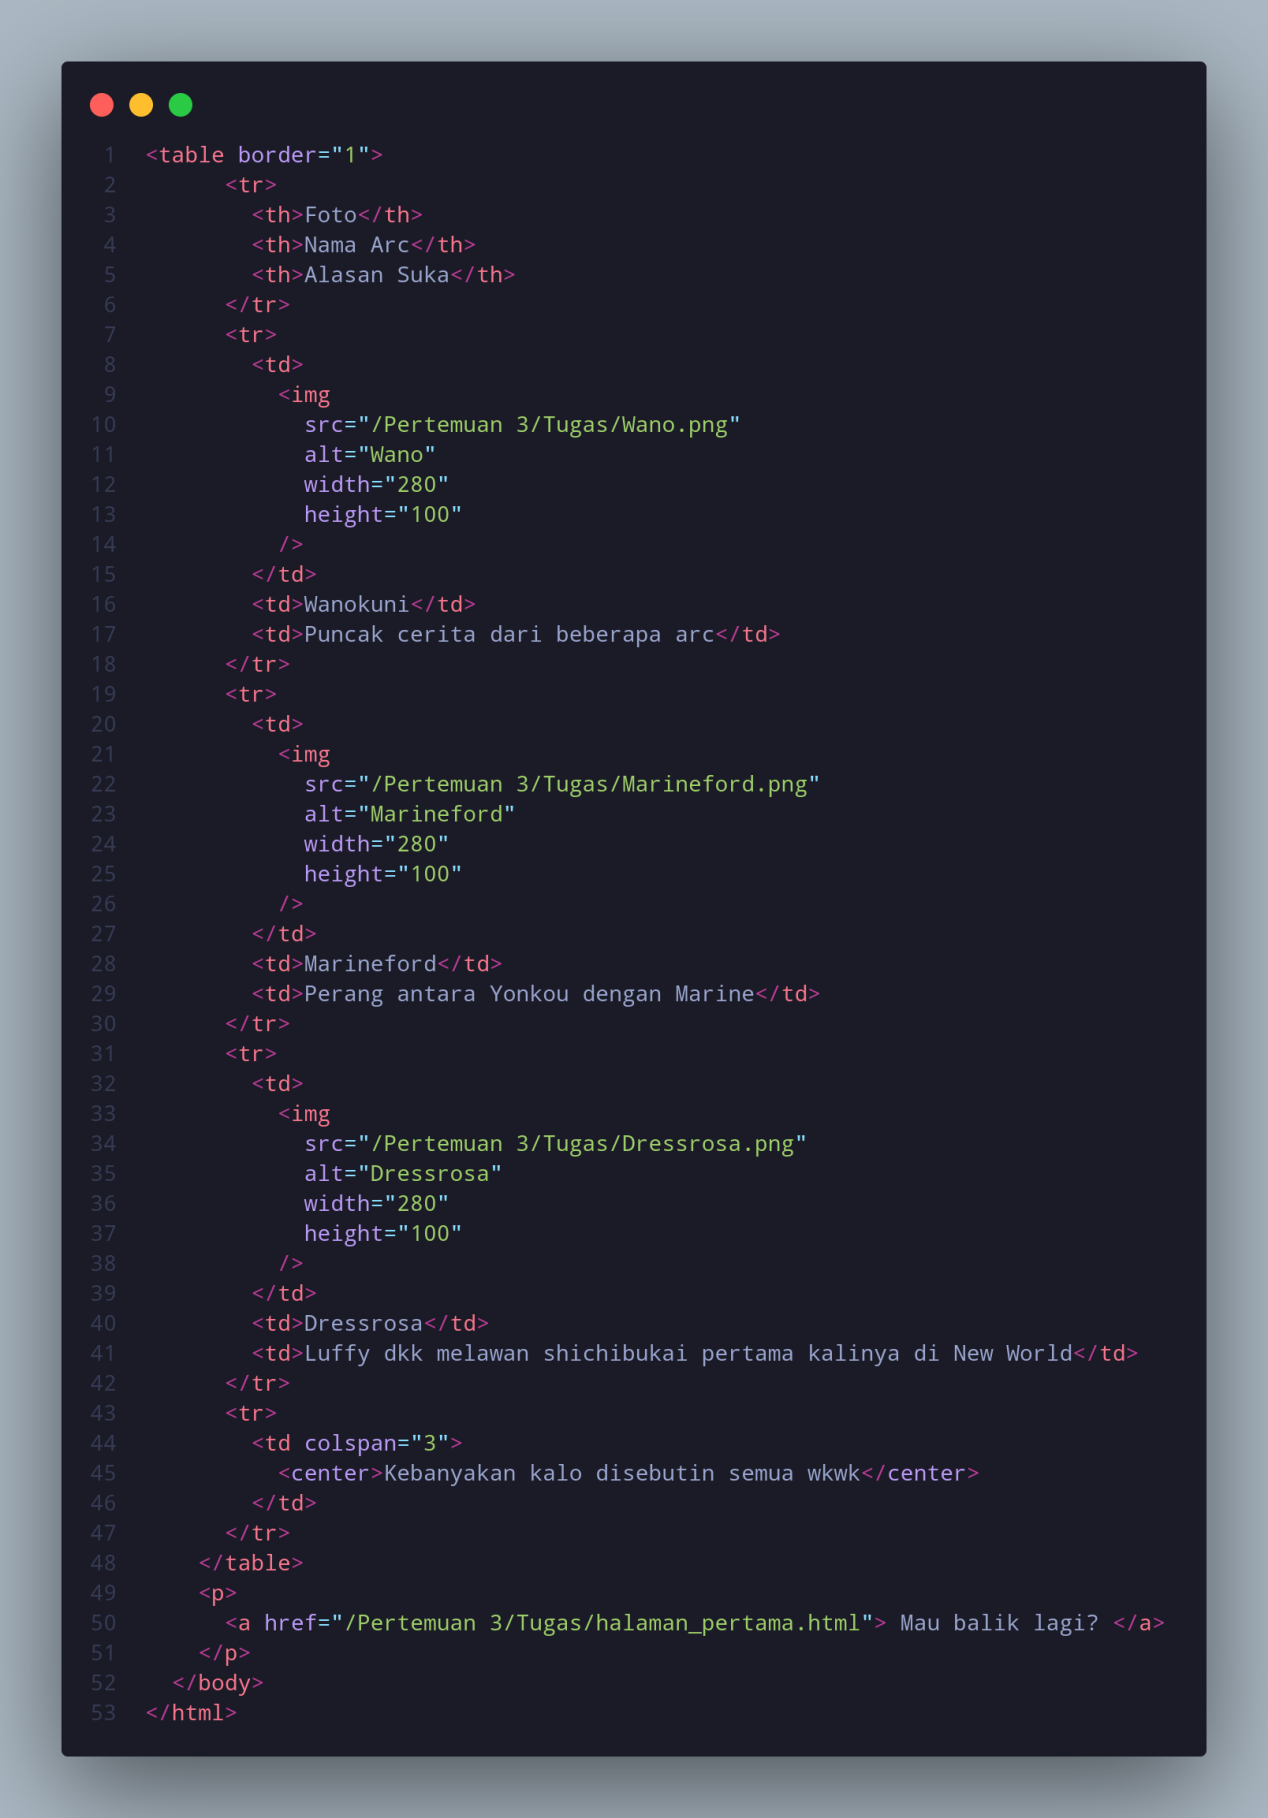 1 <table border="1">
2 <tr>
3 <th>Foto</th>
4 <th>Nama Arc</th>
5 <th>Alasan Suka</th>
6 </tr>
7 <tr>
8 <td>
9 <img
10 src="/Pertemuan 3/Tugas/Wano.png"
11 alt="Wano"
12 width="280"
13 height="100"
14 />
15 </td>
16 <td>Wanokuni</td>
17 <td>Puncak cerita dari beberapa arc</td>
18 </tr>
19 <tr>
20 <td>
21 <img
22 src="/Pertemuan 3/Tugas/Marineford.png"
23 alt="Marineford"
24 width="280"
25 height="100"
26 />
27 </td>
28 <td>Marineford</td>
29 <td>Perang antara Yonkou dengan Marine</td>
30 </tr>
31 <tr>
32 <td>
33 <img
34 src="/Pertemuan 3/Tugas/Dressrosa.png"
35 alt="Dressrosa"
36 width="280"
37 height="100"
38 />
39 </td>
40 <td>Dressrosa</td>
41 <td>Luffy dkk melawan shichibukai pertama kalinya di New World</td>
42 </tr>
43 <tr>
44 <td colspan="3">
45 <center>Kebanyakan kalo disebutin semua wkwk</center>
46 </td>
47 </tr>
48 </table>
49 <p>
50 <a href="/Pertemuan 3/Tugas/halaman_pertama.html"> Mau balik lagi? </a>
51 </p>
52 </body>
53 </html>